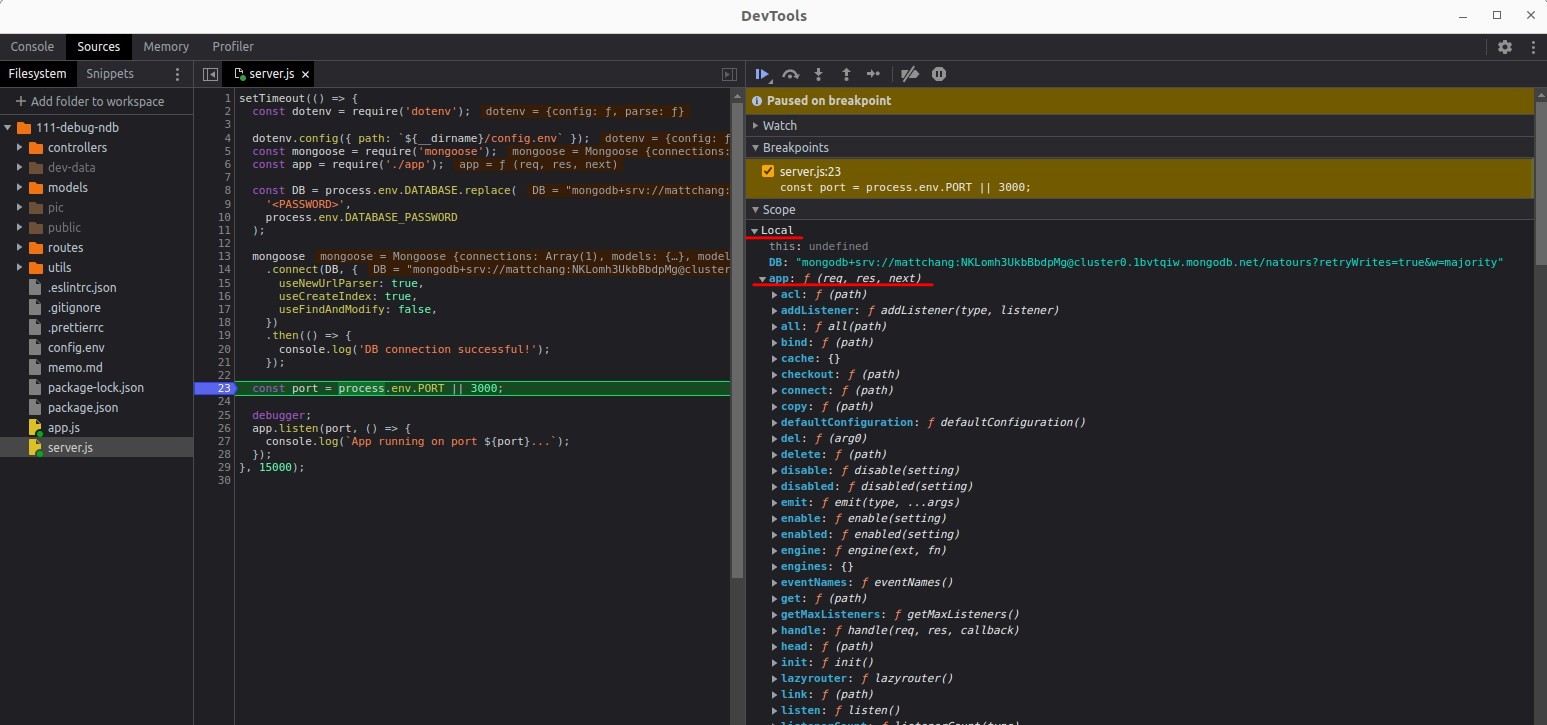 DevTools
Console Sources Memory Profiler
Filesystem Snippets
server.js
+ Add folder to workspace
111-debug-ndb
controllers
dev-data
models
pic
public
routes
utils
.eslintrc.json
.gitignore
.prettierrc
config.env
memo.md
package-lock.json
package.json
app.js
server.js
1 setTimeout(() => {
2 const dotenv = require('dotenv'); dotenv = {config: ƒ, parse: ƒ}
3
4 dotenv.config({ path: `${__dirname}/config.env` }); dotenv = {config: ƒ
5 const mongoose = require('mongoose'); mongoose = Mongoose {connections:
6 const app = require('./app'); app = ƒ (req, res, next)
7
8 const DB = process.env.DATABASE.replace( DB = "mongodb+srv://mattchang:
9 '<PASSWORD>',
10 process.env.DATABASE_PASSWORD
11 );
12
13 mongoose mongoose = Mongoose {connections: Array(1), models: {…}, model
14 .connect(DB, { DB = "mongodb+srv://mattchang:NKLomh3UkbBbdpMg@cluster
15 useNewUrlParser: true,
16 useCreateIndex: true,
17 useFindAndModify: false,
18 })
19 .then(() => {
20 console.log('DB connection successful!');
21 });
22
23 const port = process.env.PORT || 3000;
24
25 debugger;
26 app.listen(port, () => {
27 console.log(`App running on port ${port}...`);
28 });
29 }, 15000);
30
Paused on breakpoint
Watch
Breakpoints
server.js:23
const port = process.env.PORT || 3000;
Scope
Local
this: undefined
DB: "mongodb+srv://mattchang:NKLomh3UkbBbdpMg@cluster0.1bvtqiw.mongodb.net/natours?retryWrites=true&w=majority"
app: ƒ (req, res, next)
acl: ƒ (path)
addListener: ƒ addListener(type, listener)
all: ƒ all(path)
bind: ƒ (path)
cache: {}
checkout: ƒ (path)
connect: ƒ (path)
copy: ƒ (path)
defaultConfiguration: ƒ defaultConfiguration()
del: ƒ (arg0)
delete: ƒ (path)
disable: ƒ disable(setting)
disabled: ƒ disabled(setting)
emit: ƒ emit(type, ...args)
enable: ƒ enable(setting)
enabled: ƒ enabled(setting)
engine: ƒ engine(ext, fn)
engines: {}
eventNames: ƒ eventNames()
get: ƒ (path)
getMaxListeners: ƒ getMaxListeners()
handle: ƒ handle(req, res, callback)
head: ƒ (path)
init: ƒ init()
lazyrouter: ƒ lazyrouter()
link: ƒ (path)
listen: ƒ listen()
listenerCount: ƒ listenerCount(type)